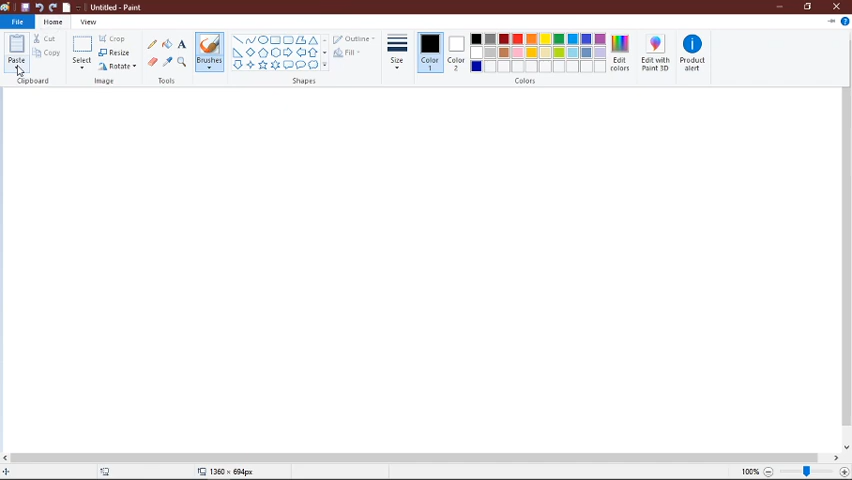 Untitled - Paint
File Home View
Paste Cut Copy Clipboard
Select Crop Resize Rotate Image
A Tools
Brushes
Outline Fill Shapes
Size
Color 1 Color 2 Edit colors Colors
Edit with Paint 3D
Product alert
1360 × 694px 100%